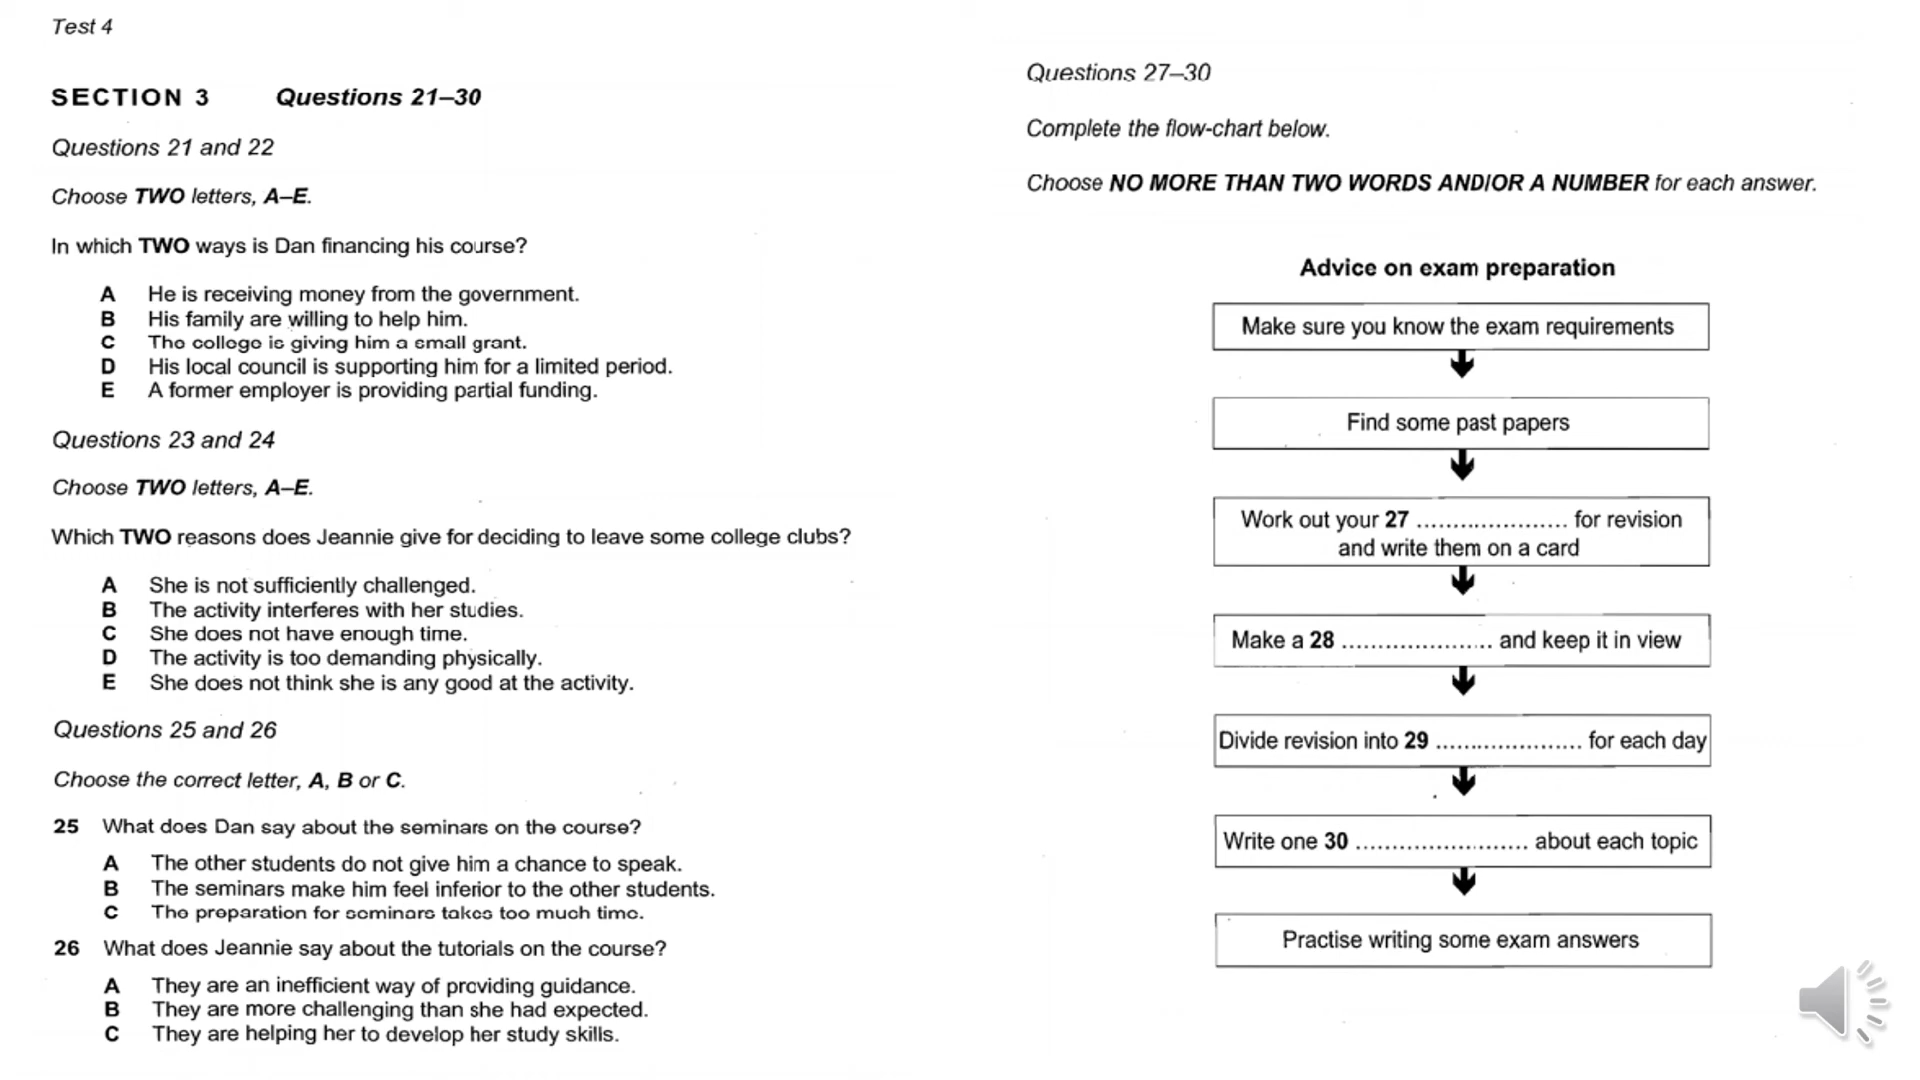 Test 4
SECTION 3 Questions 21–30
Questions 21 and 22
Choose TWO letters, A–E.
In which TWO ways is Dan financing his course?
A He is receiving money from the government.
B His family are willing to help him.
C The college is giving him a small grant.
D His local council is supporting him for a limited period.
E A former employer is providing partial funding.
Questions 23 and 24
Choose TWO letters, A–E.
Which TWO reasons does Jeannie give for deciding to leave some college clubs?
A She is not sufficiently challenged.
B The activity interferes with her studies.
C She does not have enough time.
D The activity is too demanding physically.
E She does not think she is any good at the activity.
Questions 25 and 26
Choose the correct letter, A, B or C.
25 What does Dan say about the seminars on the course?
A The other students do not give him a chance to speak.
B The seminars make him feel inferior to the other students.
C The preparation for seminars takes too much time.
26 What does Jeannie say about the tutorials on the course?
A They are an inefficient way of providing guidance.
B They are more challenging than she had expected.
C They are helping her to develop her study skills.
Questions 27–30
Complete the flow-chart below.
Choose NO MORE THAN TWO WORDS AND/OR A NUMBER for each answer.
Advice on exam preparation
Make sure you know the exam requirements
Find some past papers
Work out your 27 ..................... for revision
and write them on a card
Make a 28 ..................... and keep it in view
Divide revision into 29 ..................... for each day
Write one 30 ........................ about each topic
Practise writing some exam answers